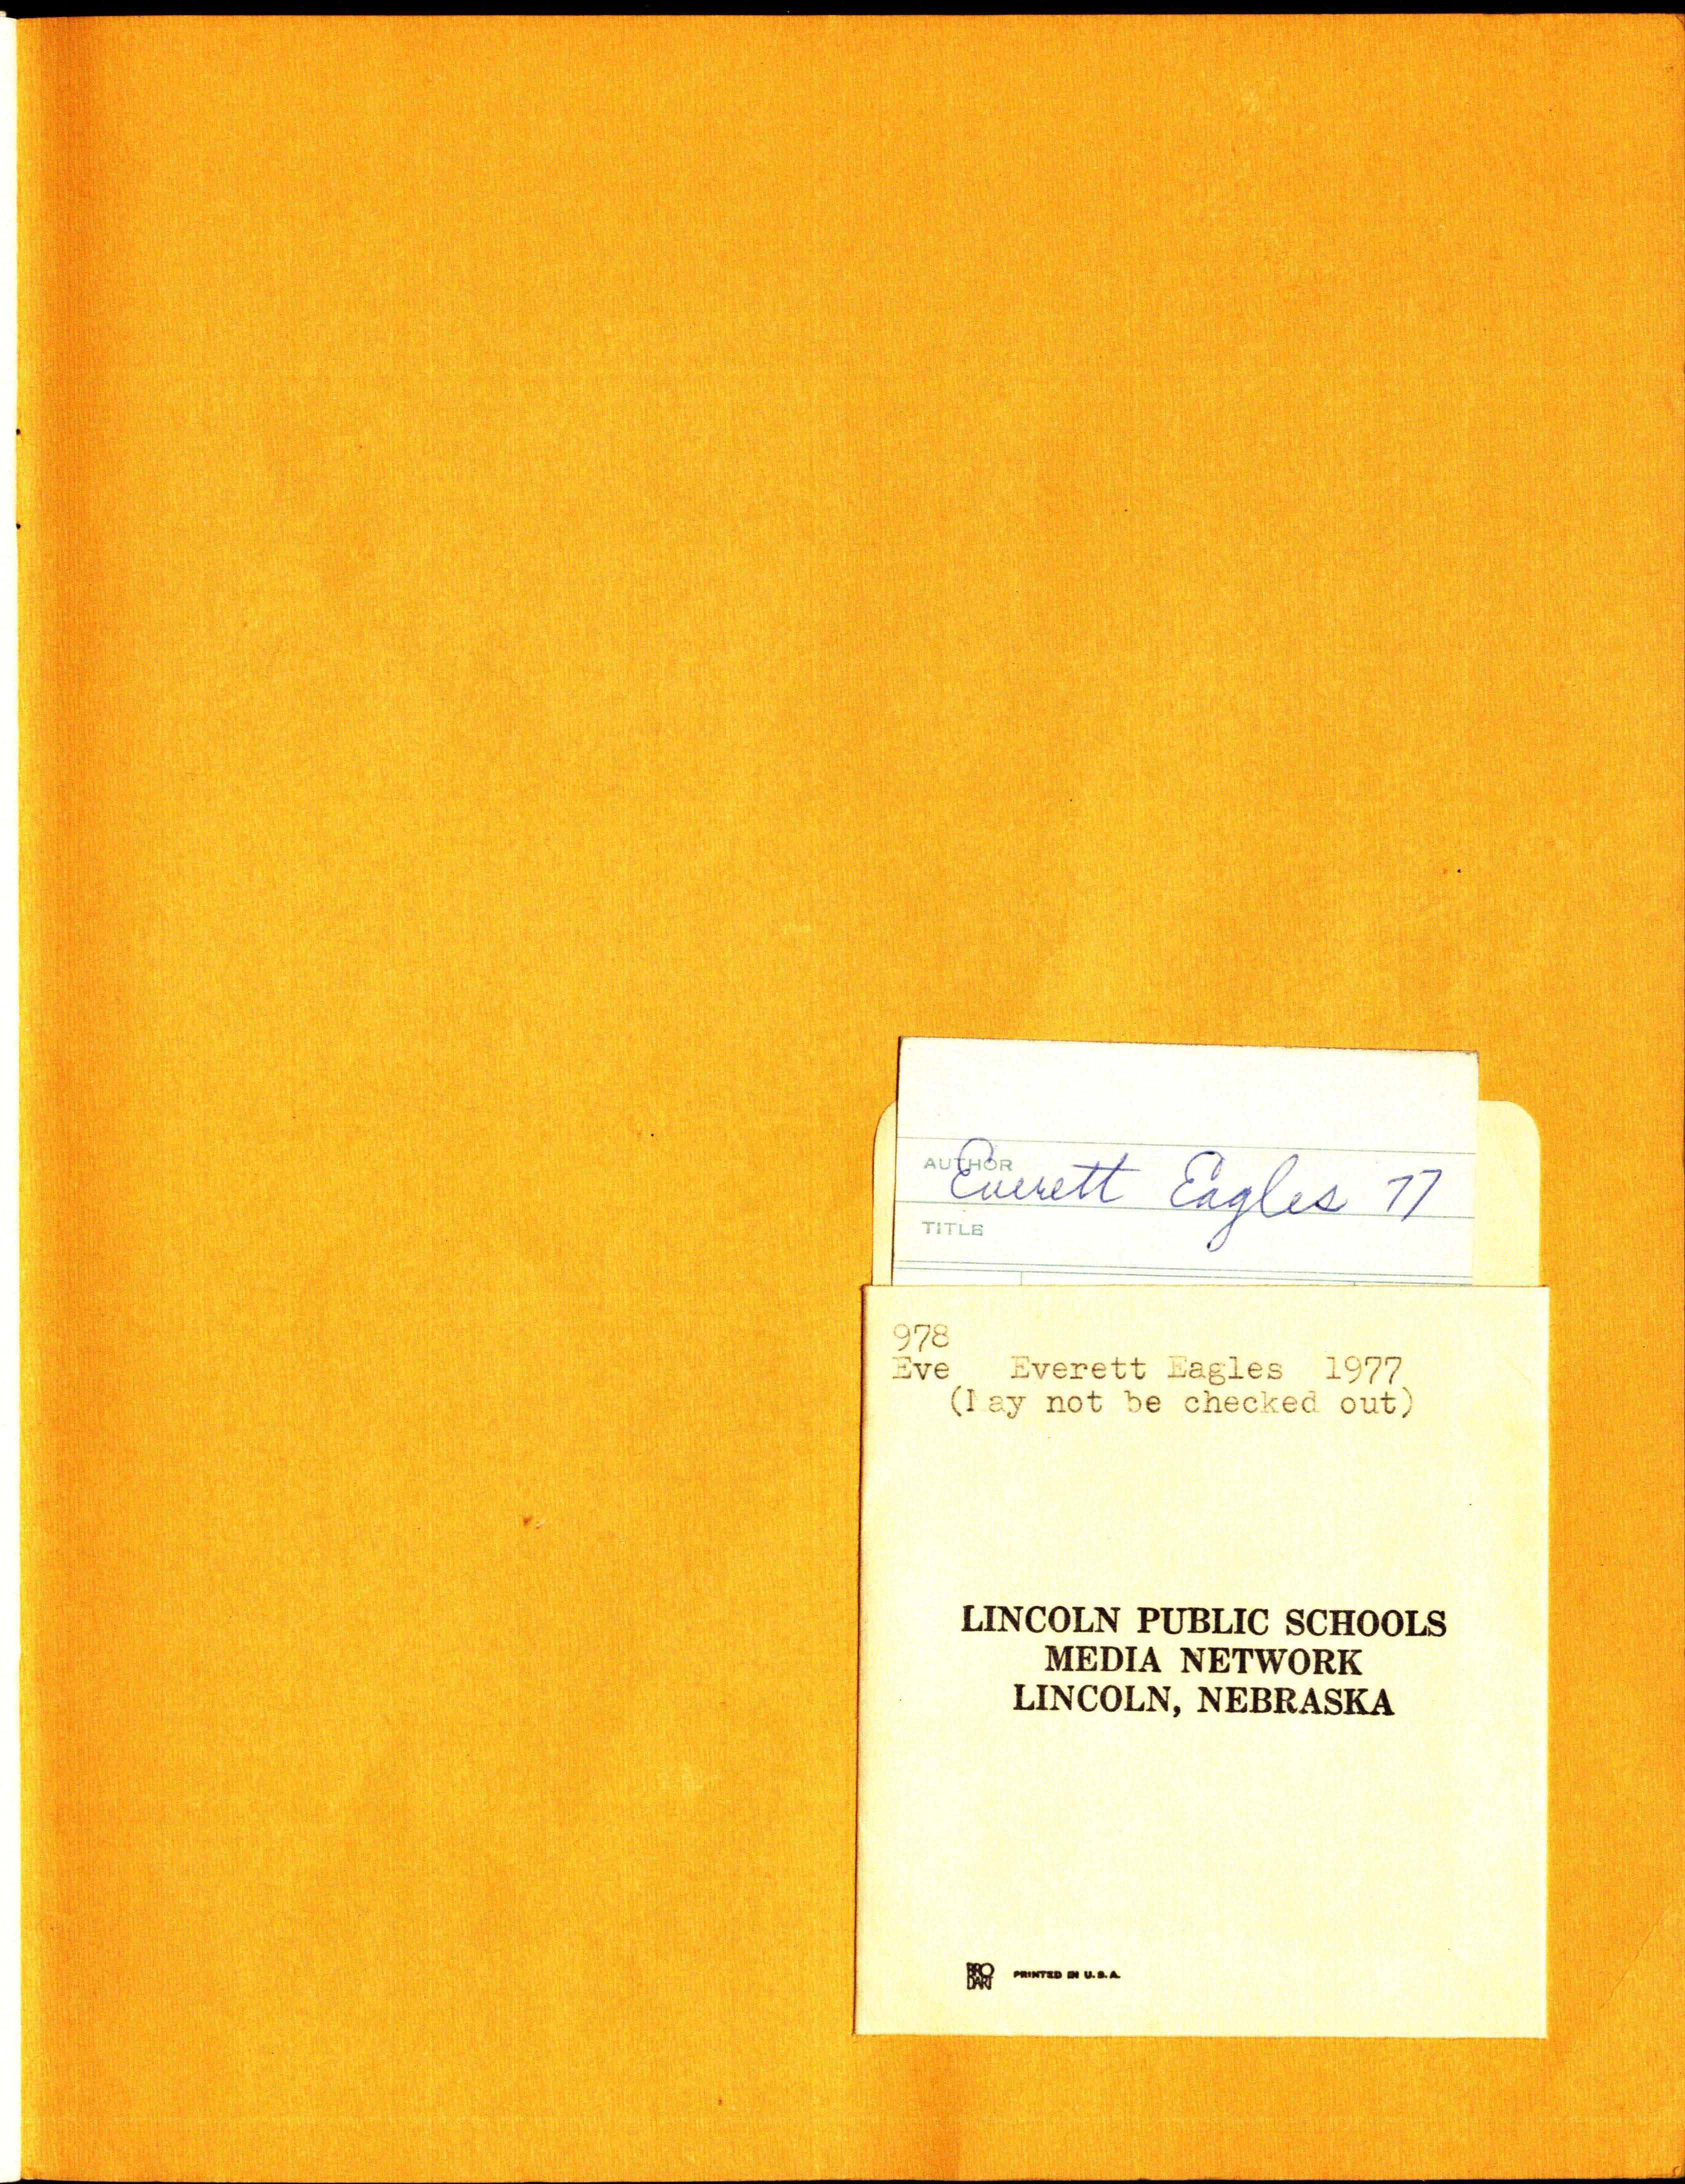 AUTHOR
Everett Eagles 77
TITLE
978
Eve Everett Eagles 1977
(May not be checked out)
LINCOLN PUBLIC SCHOOLS
MEDIA NETWORK
LINCOLN, NEBRASKA
BRO
DART
PRINTED IN U.S.A.